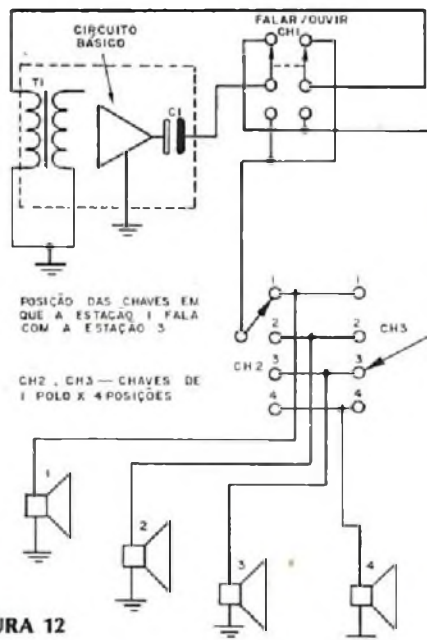 CIRCUITO
BÁSICO
FALAR/OUVIR
CH1
T1
C1
POSIÇÃO DAS CHAVES EM
QUE A ESTAÇÃO 1 FALA
COM A ESTAÇÃO 3
CH2 , CH3 — CHAVES DE
1 POLO X 4 POSIÇÕES
1 1
2 2 CH3
CH2 3 3
4 4
1
2
3
4
URA 12